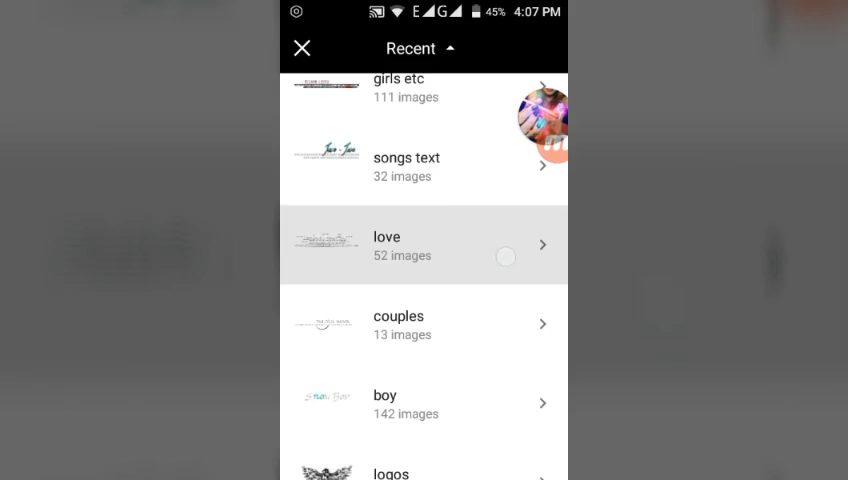 E G 45% 4:07 PM
Recent
girls etc
111 images
songs text
32 images
love
52 images
couples
13 images
boy
142 images
logos